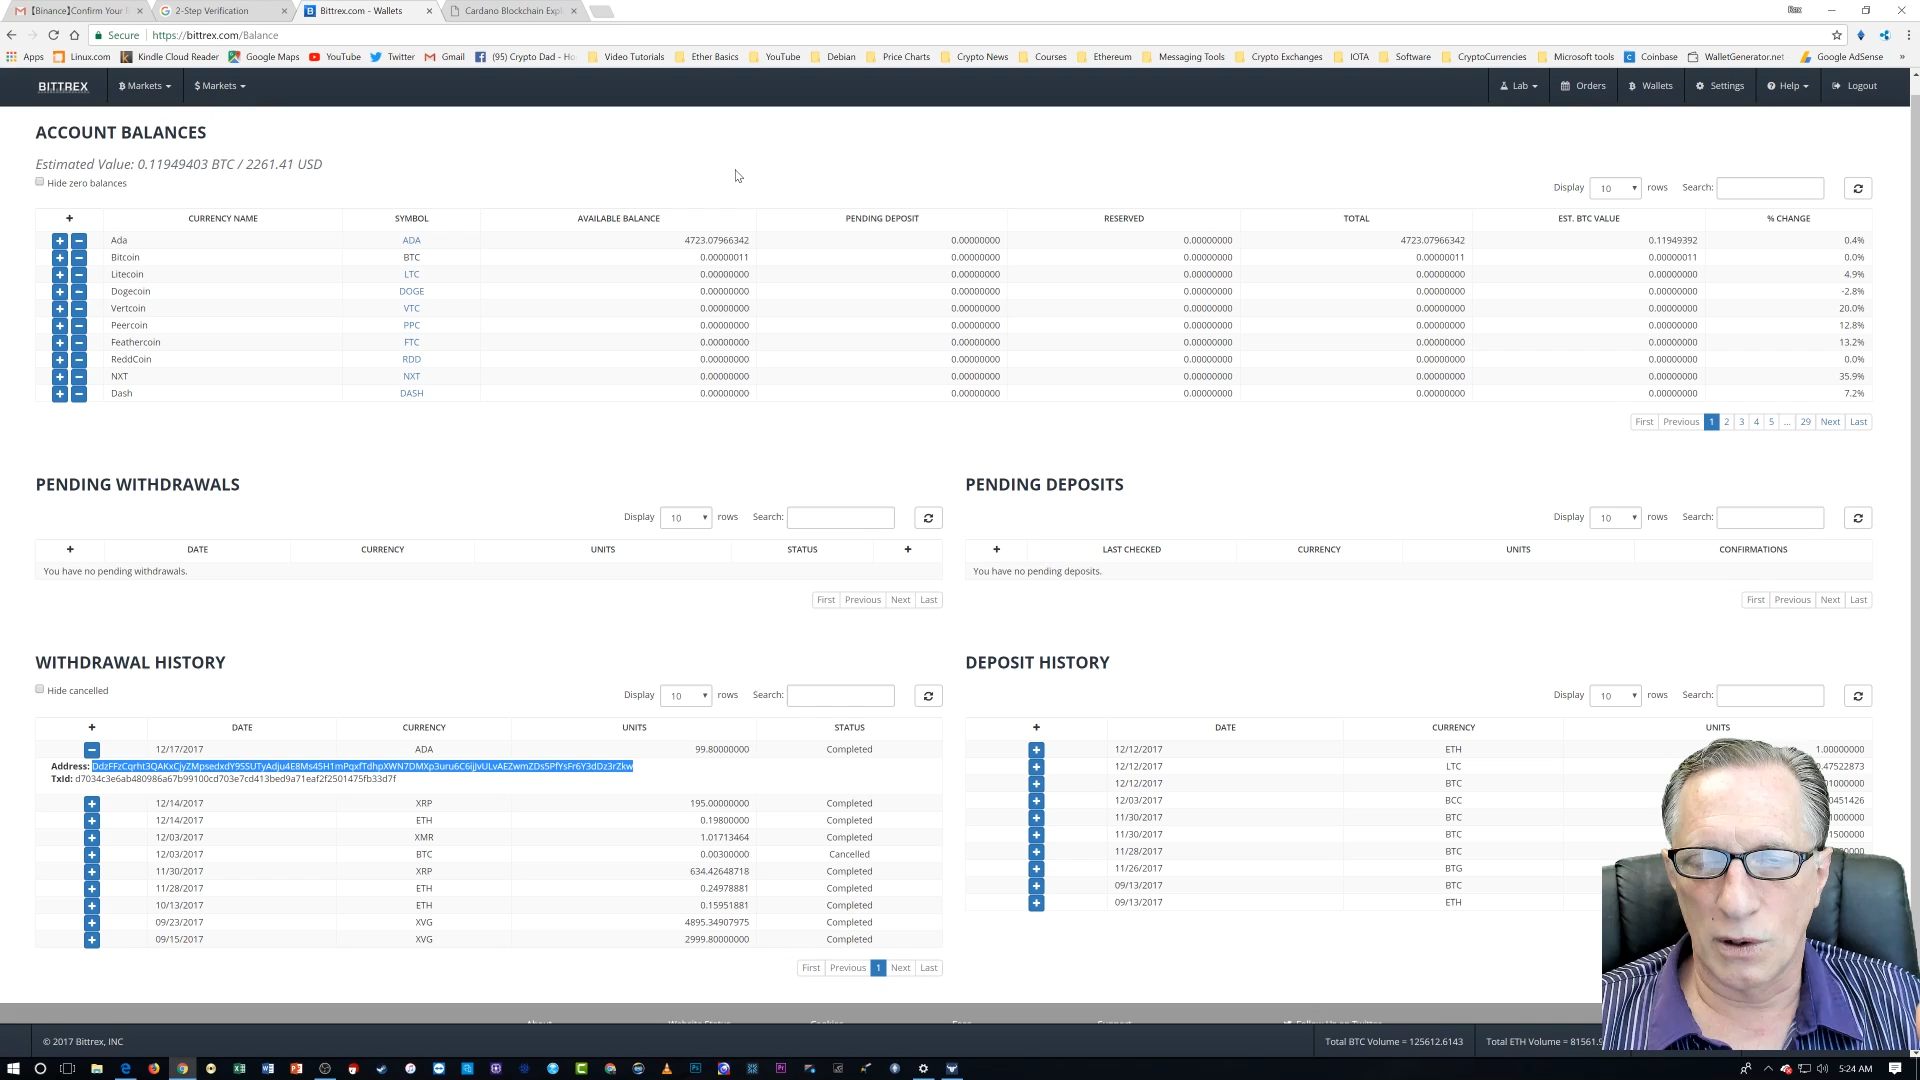 【Binance】Confirm Your
2-Step Verification
Bittrex.com - Wallets
Cardano Blockchain Exp
Secure https://bittrex.com/Balance
Apps Linux.com Kindle Cloud Reader Google Maps YouTube Twitter Gmail (95) Crypto Dad - Ho Video Tutorials Ether Basics YouTube Debian Price Charts Crypto News Courses Ethereum Messaging Tools Crypto Exchanges IOTA Software CryptoCurrencies Microsoft tools Coinbase WalletGenerator.net Google AdSense »
BITTREX B Markets $ Markets Lab Orders Wallets Settings Help Logout
ACCOUNT BALANCES
Estimated Value: 0.11949403 BTC / 2261.41 USD
Hide zero balances
Display 10 rows Search:
+ CURRENCY NAME SYMBOL AVAILABLE BALANCE PENDING DEPOSIT RESERVED TOTAL EST. BTC VALUE % CHANGE
Ada ADA 4723.07966342 0.00000000 0.00000000 4723.07966342 0.11949392 0.4%
Bitcoin BTC 0.00000011 0.00000000 0.00000000 0.00000011 0.00000011 0.0%
Litecoin LTC 0.00000000 0.00000000 0.00000000 0.00000000 0.00000000 4.9%
Dogecoin DOGE 0.00000000 0.00000000 0.00000000 0.00000000 0.00000000 -2.8%
Vertcoin VTC 0.00000000 0.00000000 0.00000000 0.00000000 0.00000000 20.0%
Peercoin PPC 0.00000000 0.00000000 0.00000000 0.00000000 0.00000000 12.8%
Feathercoin FTC 0.00000000 0.00000000 0.00000000 0.00000000 0.00000000 13.2%
ReddCoin RDD 0.00000000 0.00000000 0.00000000 0.00000000 0.00000000 0.0%
NXT NXT 0.00000000 0.00000000 0.00000000 0.00000000 0.00000000 35.9%
Dash DASH 0.00000000 0.00000000 0.00000000 0.00000000 0.00000000 7.2%
First Previous 1 2 3 4 5 ... 29 Next Last
PENDING WITHDRAWALS
Display 10 rows Search:
+ DATE CURRENCY UNITS STATUS +
You have no pending withdrawals.
First Previous Next Last
PENDING DEPOSITS
Display 10 rows Search:
+ LAST CHECKED CURRENCY UNITS CONFIRMATIONS
You have no pending deposits.
First Previous Next Last
WITHDRAWAL HISTORY
Hide cancelled
Display 10 rows Search:
+ DATE CURRENCY UNITS STATUS
12/17/2017 ADA 99.80000000 Completed
Address: DdzFFzCqrht3QAKxCjyZMpsedxdY9SSUTyAdju4E8Ms45H1mPqxfTdhpXWN7DMXp3uru6C6ijJvULvAEZwmZDs5PfYsFr6Y3dDz3rZkw
TxId: d7034c3e6ab480986a67b99100cd703e7cd413bed9a71eaf2f2501475fb33d7f
12/14/2017 XRP 195.00000000 Completed
12/14/2017 ETH 0.19800000 Completed
12/03/2017 XMR 1.01713464 Completed
12/03/2017 BTC 0.00300000 Cancelled
11/30/2017 XRP 634.42648718 Completed
11/28/2017 ETH 0.24978881 Completed
10/13/2017 ETH 0.15951881 Completed
09/23/2017 XVG 4895.34907975 Completed
09/15/2017 XVG 2999.80000000 Completed
First Previous 1 Next Last
DEPOSIT HISTORY
Display 10 rows Search:
+ DATE CURRENCY UNITS
12/12/2017 ETH 1.00000000
12/12/2017 LTC .47522873
12/12/2017 BTC 01000000
12/03/2017 BCC 0451426
11/30/2017 BTC 1000000
11/30/2017 BTC 1500000
11/28/2017 BTC
11/26/2017 BTG
09/13/2017 BTC
09/13/2017 ETH
© 2017 Bittrex, INC
Total BTC Volume = 125612.6143
Total ETH Volume = 81561.
5:24 AM